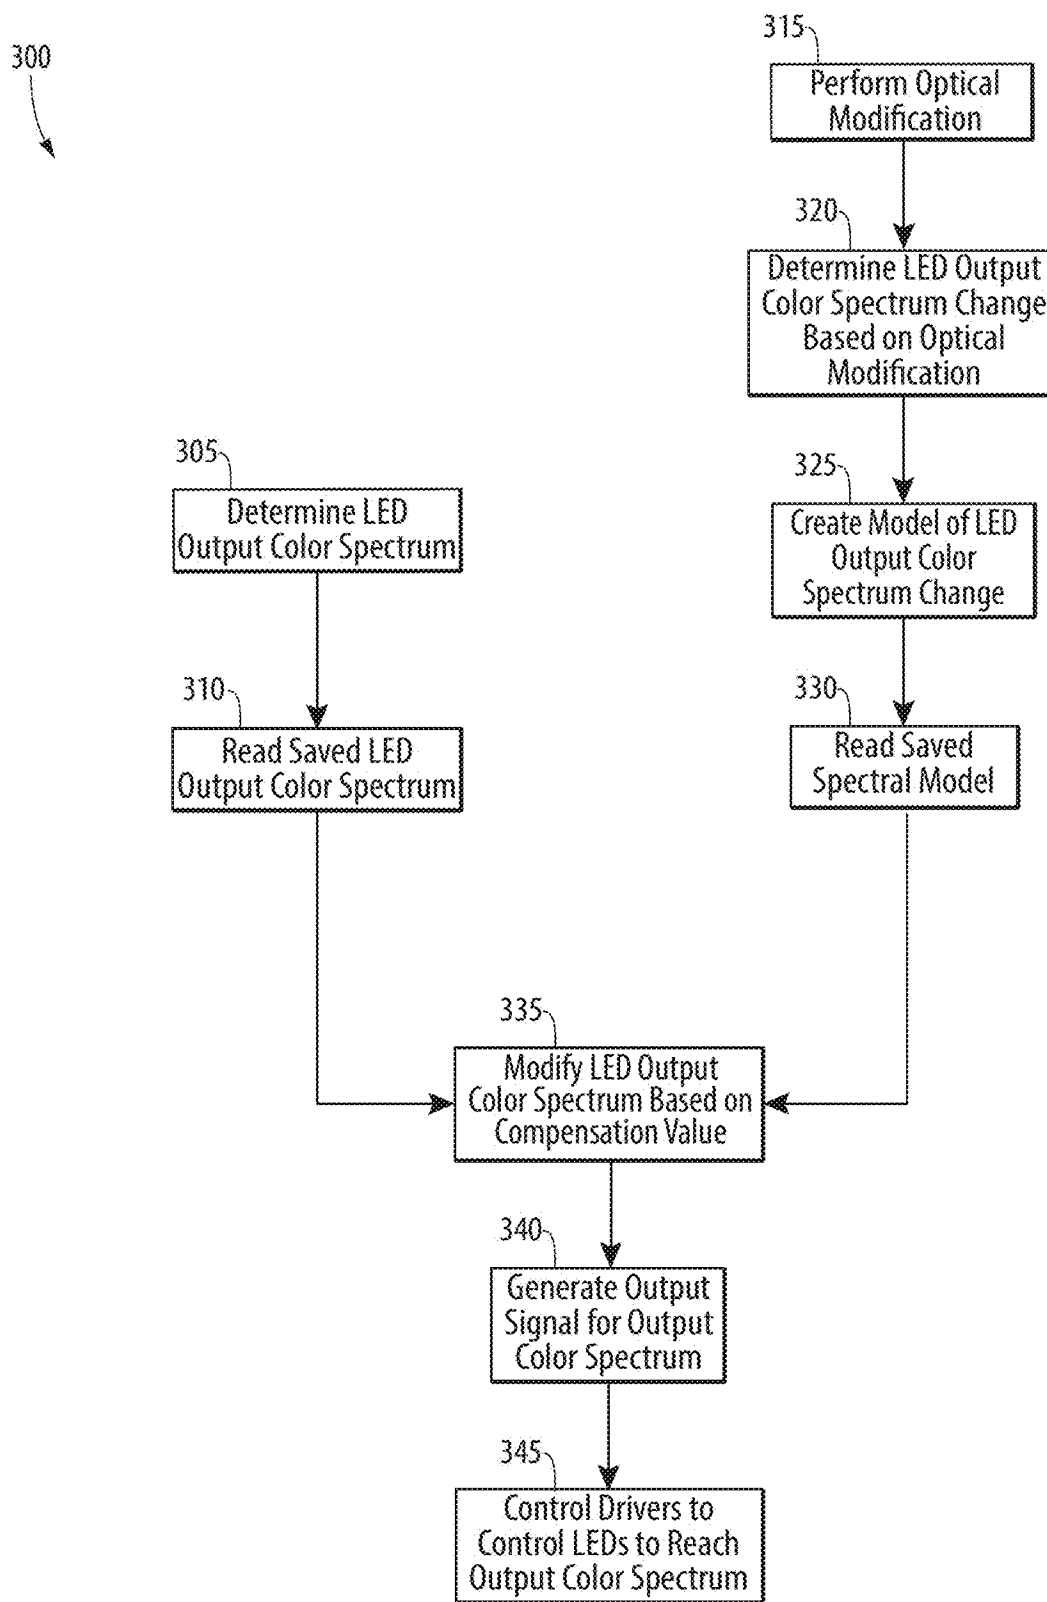 300
315
Perform Optical
Modification
320
Determine LED Output
Color Spectrum Change
Based on Optical
Modification
305
Determine LED
Output Color Spectrum
325
Create Model of LED
Output Color
Spectrum Change
310
Read Saved LED
Output Color Spectrum
330
Read Saved
Spectral Model
335
Modify LED Output
Color Spectrum Based on
Compensation Value
340
Generate Output
Signal for Output
Color Spectrum
345
Control Drivers to
Control LEDs to Reach
Output Color Spectrum